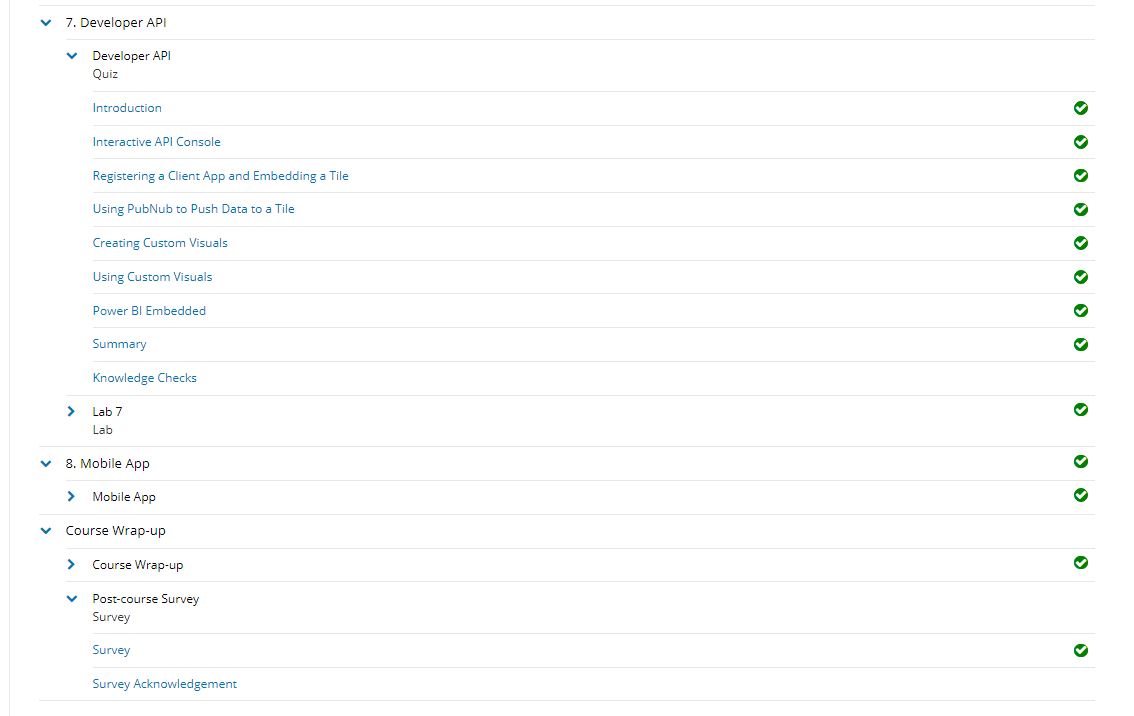 7. Developer API
Developer API
Quiz
Introduction
Interactive API Console
Registering a Client App and Embedding a Tile
Using PubNub to Push Data to a Tile
Creating Custom Visuals
Using Custom Visuals
Power BI Embedded
Summary
Knowledge Checks
Lab 7
Lab
8. Mobile App
Mobile App
Course Wrap-up
Course Wrap-up
Post-course Survey
Survey
Survey
Survey Acknowledgement